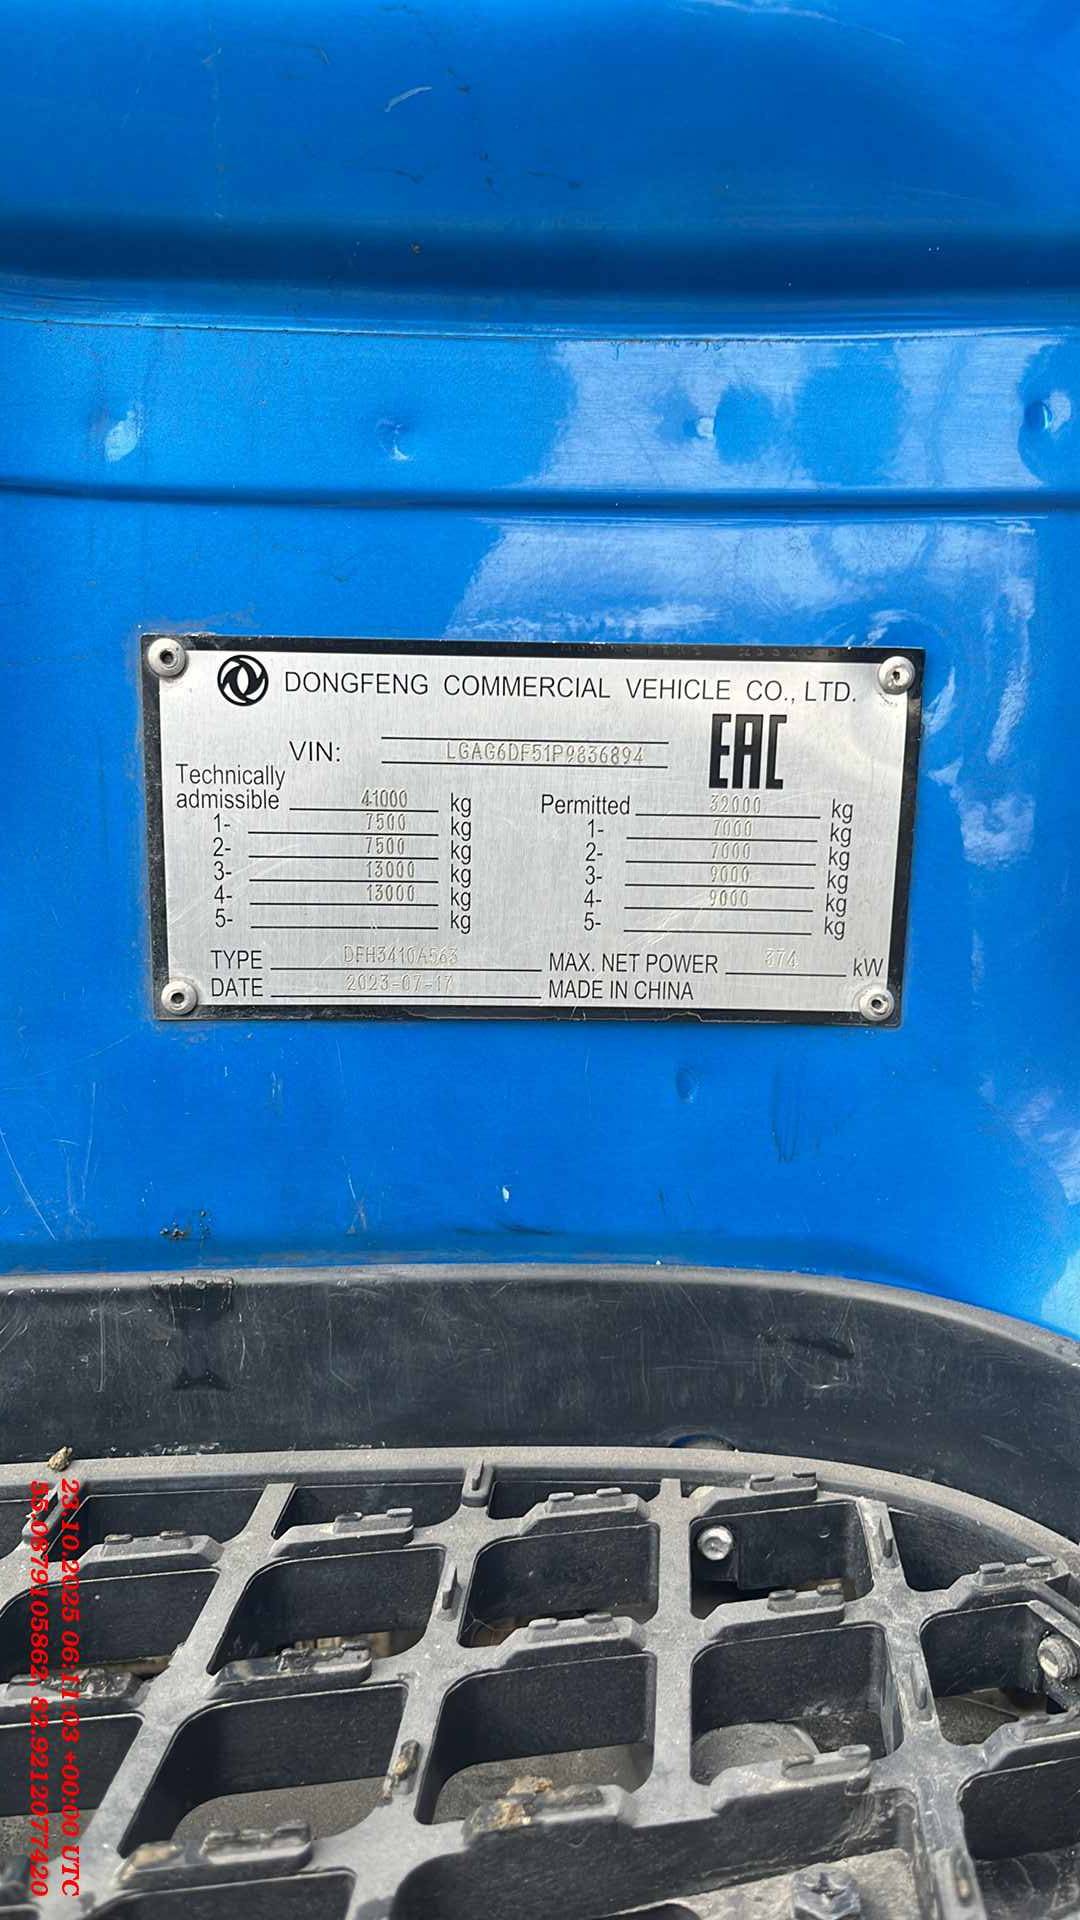 DONGFENG COMMERCIAL VEHICLE CO., LTD.
VIN: LGAG6DF51P9836894
EAC
Technically
admissible 41000 kg Permitted 32000 kg
1- 7500 kg 1- 7000 kg
2- 7500 kg 2- 7000 kg
3- 13000 kg 3- 9000 kg
4- 13000 kg 4- 9000 kg
5- kg 5- kg
TYPE DFH3410A563 MAX. NET POWER 374 kW
DATE 2023-07-17 MADE IN CHINA
23.10.2025 06:11:03 +00:00 UTC
55.0879105862, 82.9212077420